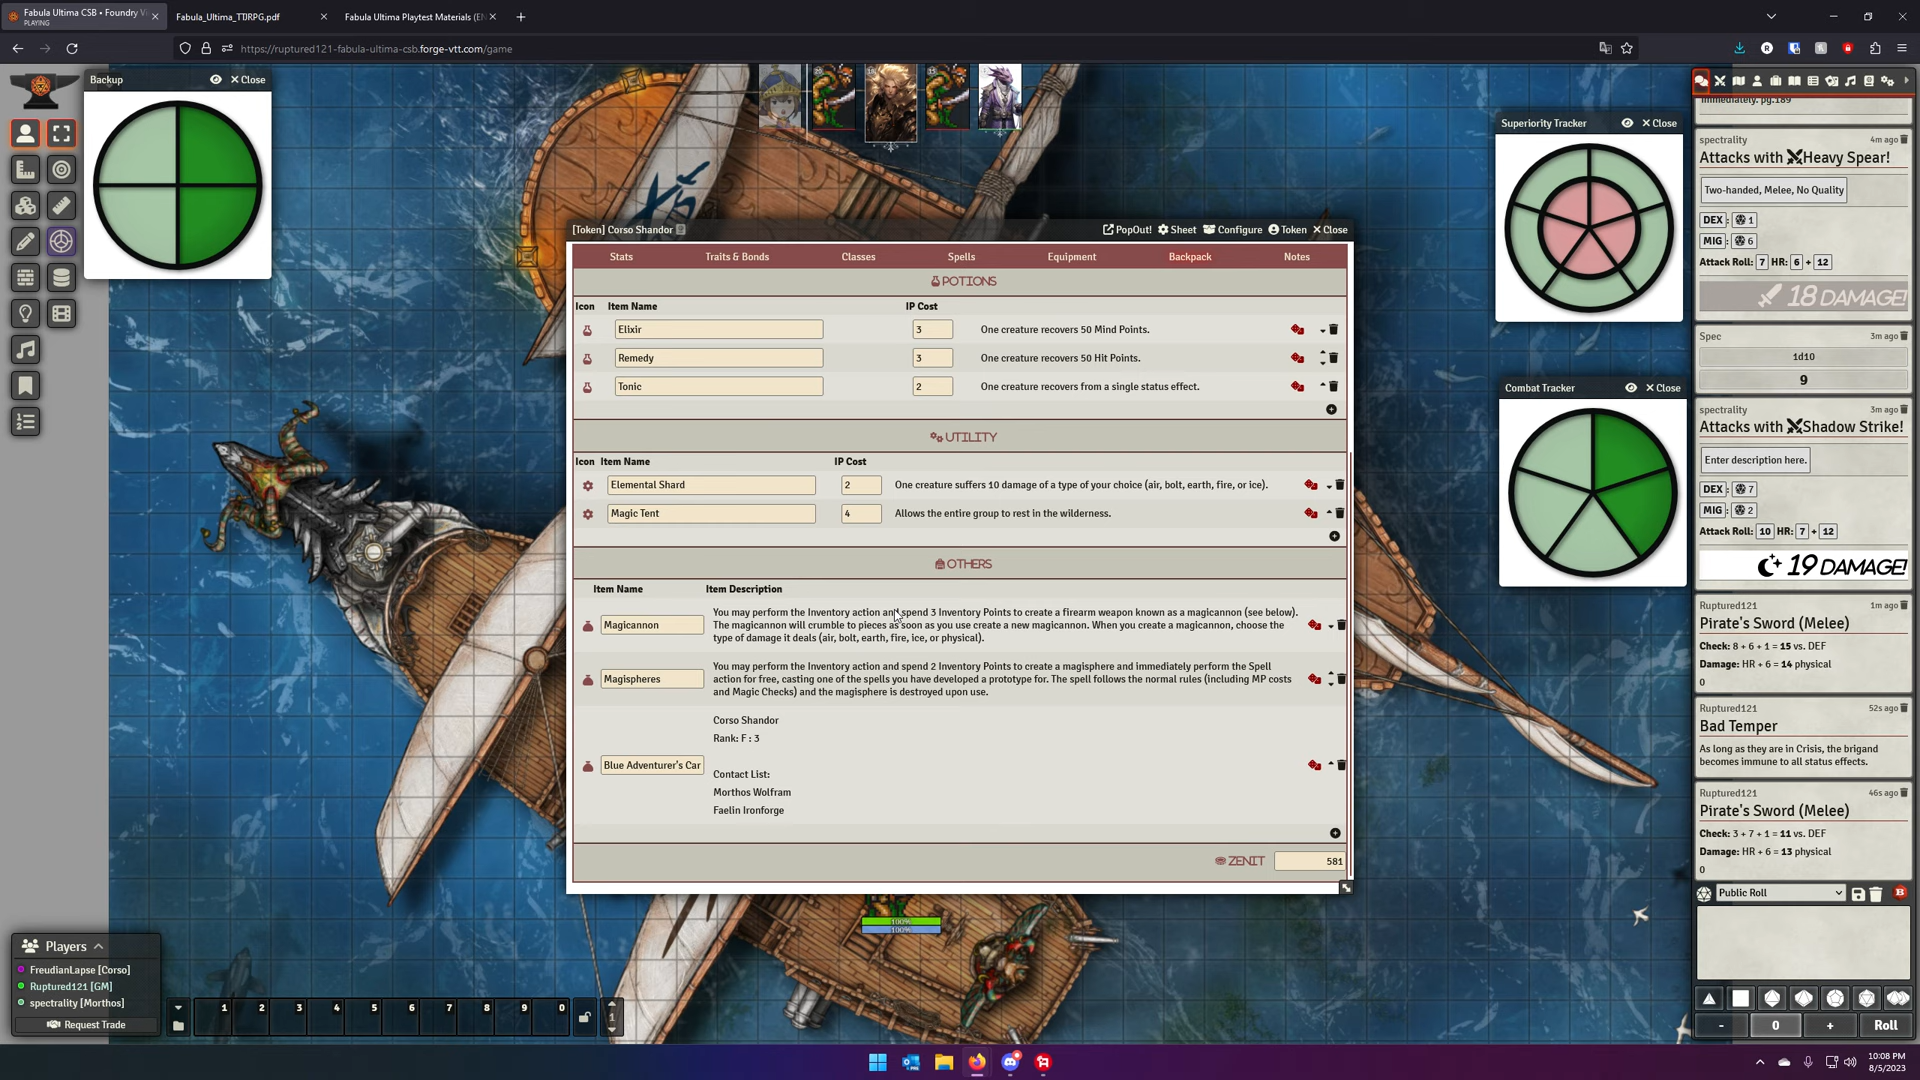 Fabula Ultima CSB • Foundry Vi
PLAYING
Fabula_Ultima_TTJRPG.pdf
Fabula Ultima Playtest Materials (EN
https://ruptured121-fabula-ultima-csb.forge-vtt.com/game
Backup
Close
[Token] Corso Shandor
PopOut! Sheet Configure Token Close
Stats Traits & Bonds Classes Spells Equipment Backpack Notes
POTIONS
Icon Item Name IP Cost
Elixir 3 One creature recovers 50 Mind Points.
Remedy 3 One creature recovers 50 Hit Points.
Tonic 2 One creature recovers from a single status effect.
UTILITY
Icon Item Name IP Cost
Elemental Shard 2 One creature suffers 10 damage of a type of your choice (air, bolt, earth, fire, or ice).
Magic Tent 4 Allows the entire group to rest in the wilderness.
OTHERS
Item Name Item Description
Magicannon
You may perform the Inventory action and spend 3 Inventory Points to create a firearm weapon known as a magicannon (see below).
The magicannon will crumble to pieces as soon as you use create a new magicannon. When you create a magicannon, choose the
type of damage it deals (air, bolt, earth, fire, ice, or physical).
Magispheres
You may perform the Inventory action and spend 2 Inventory Points to create a magisphere and immediately perform the Spell
action for free, casting one of the spells you have developed a prototype for. The spell follows the normal rules (including MP costs
and Magic Checks) and the magisphere is destroyed upon use.
Blue Adventurer's Car
Corso Shandor
Rank: F : 3
Contact List:
Morthos Wolfram
Faelin Ironforge
ZENIT 581
100%
100%
Superiority Tracker
Close
Combat Tracker
Close
immediately. pg.189
spectrality 4m ago
Attacks with Heavy Spear!
Two-handed, Melee, No Quality
DEX: 1
MIG: 6
Attack Roll: 7 HR: 6 + 12
18 DAMAGE!
Spec 3m ago
1d10
9
spectrality 3m ago
Attacks with Shadow Strike!
Enter description here.
DEX: 7
MIG: 2
Attack Roll: 10 HR: 7 + 12
19 DAMAGE!
Ruptured121 1m ago
Pirate's Sword (Melee)
Check: 8 + 6 + 1 = 15 vs. DEF
Damage: HR + 6 = 14 physical
0
Ruptured121 52s ago
Bad Temper
As long as they are in Crisis, the brigand
becomes immune to all status effects.
Ruptured121 46s ago
Pirate's Sword (Melee)
Check: 3 + 7 + 1 = 11 vs. DEF
Damage: HR + 6 = 13 physical
0
Public Roll
- 0 + Roll
Players
FreudianLapse [Corso]
Ruptured121 [GM]
spectrality [Morthos]
Request Trade
1 2 3 4 5 6 7 8 9 0
1
10:08 PM
8/5/2023